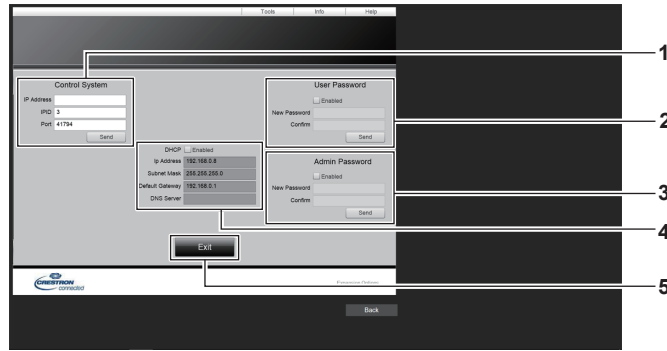 Tools Info Help
1
Control System
IP Address
IPID 3
Port 41794
Send
User Password
Enabled
New Password
Confirm
Send
2
DHCP Enabled
Ip Address 192.168.0.8
Subnet Mask 255.255.255.0
Default Gateway 192.168.0.1
DNS Server
Admin Password
Enabled
New Password
Confirm
Send
3
4
Exit
5
CRESTRON
connected
Expansion Options
Back